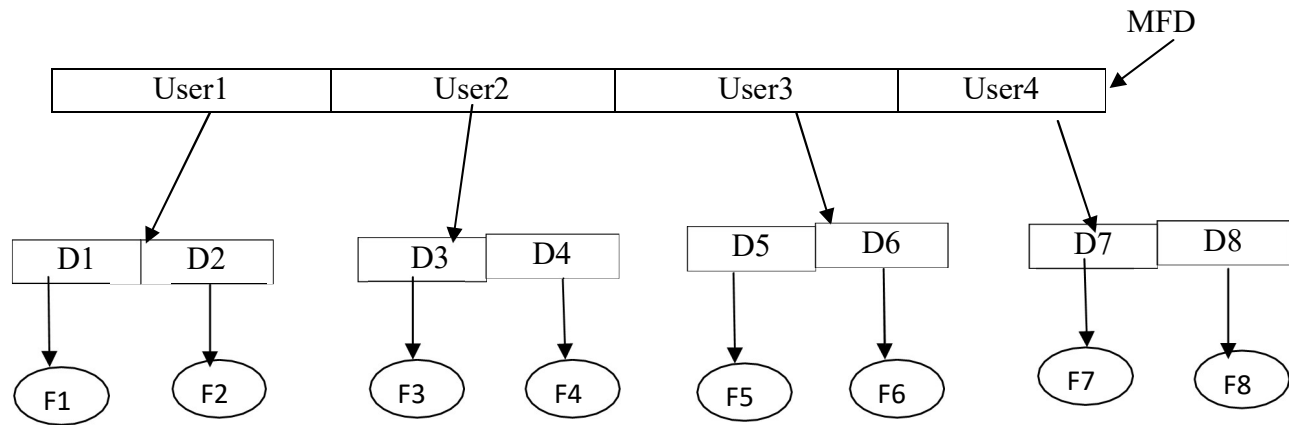 MFD
User1 User2 User3 User4
D1 D2 D3 D4 D5 D6 D7 D8
F1 F2 F3 F4 F5 F6 F7 F8